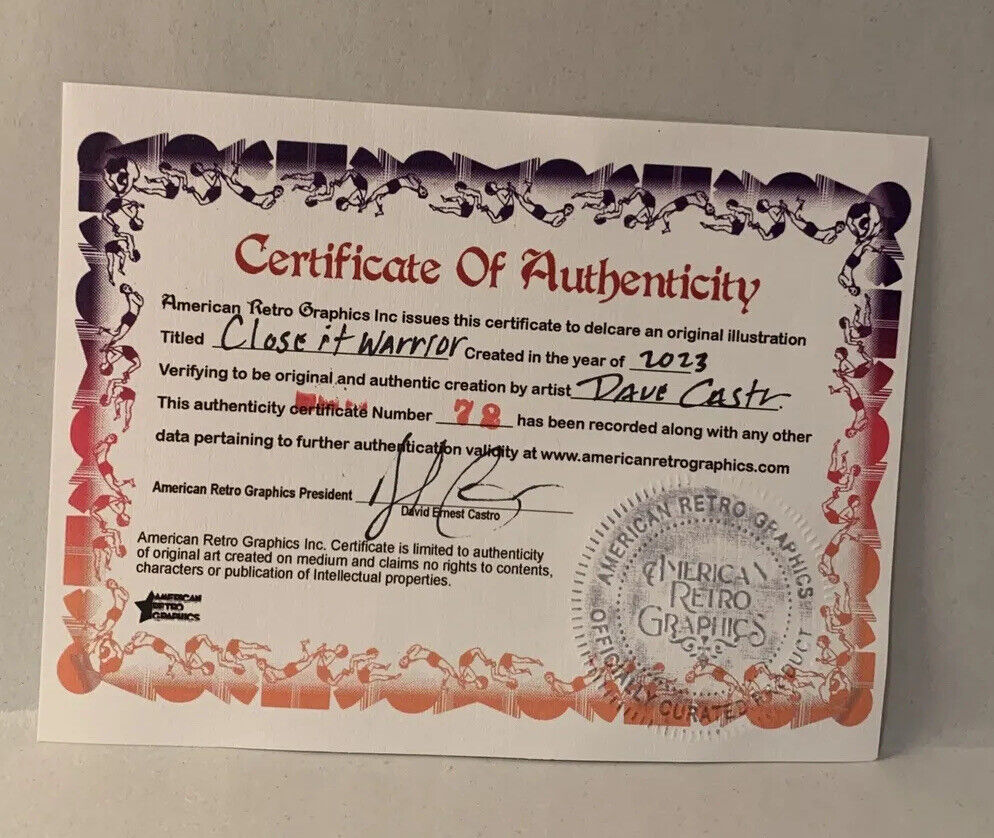 Certificate Of Authenticity
American Retro Graphics Inc issues this certificate to delcare an original illustration
Titled Close it Warrior Created in the year of 2023
Verifying to be original and authentic creation by artist Dave Castr.
This authenticity certificate Number 78 has been recorded along with any other
data pertaining to further authentication validity at www.americanretrographics.com
American Retro Graphics President
David Ernest Castro
American Retro Graphics Inc. Certificate is limited to authenticity
of original art created on medium and claims no rights to contents,
characters or publication of Intellectual properties.
AMERICAN
RETRO
GRAPHICS
AMERICAN RETRO GRAPHICS
AMERICAN
RETRO
GRAPHICS
OFFICIALLY CURATED PRODUCT